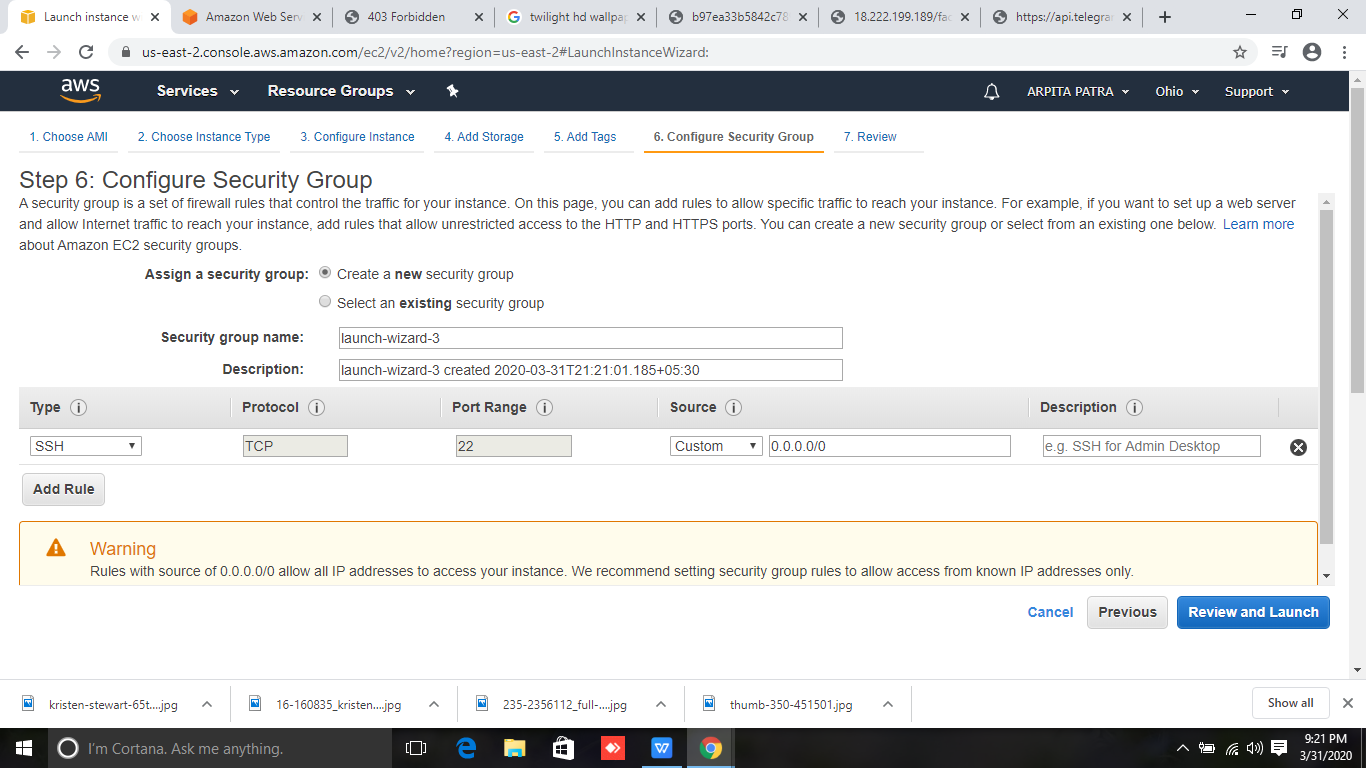 Launch instance w
Amazon Web Serv
403 Forbidden
twilight hd wallpap
b97ea33b5842c78
18.222.199.189/fac
https://api.telegra
us-east-2.console.aws.amazon.com/ec2/v2/home?region=us-east-2#LaunchInstanceWizard:
aws
Services
Resource Groups
ARPITA PATRA
Ohio
Support
1. Choose AMI
2. Choose Instance Type
3. Configure Instance
4. Add Storage
5. Add Tags
6. Configure Security Group
7. Review
Step 6: Configure Security Group
A security group is a set of firewall rules that control the traffic for your instance. On this page, you can add rules to allow specific traffic to reach your instance. For example, if you want to set up a web server
and allow Internet traffic to reach your instance, add rules that allow unrestricted access to the HTTP and HTTPS ports. You can create a new security group or select from an existing one below. Learn more
about Amazon EC2 security groups.
Assign a security group:
Create a new security group
Select an existing security group
Security group name:
launch-wizard-3
Description:
launch-wizard-3 created 2020-03-31T21:21:01.185+05:30
Type
Protocol
Port Range
Source
Description
SSH
TCP
22
Custom
0.0.0.0/0
e.g. SSH for Admin Desktop
Add Rule
Warning
Rules with source of 0.0.0.0/0 allow all IP addresses to access your instance. We recommend setting security group rules to allow access from known IP addresses only.
Cancel
Previous
Review and Launch
kristen-stewart-65t....jpg
16-160835_kristen....jpg
235-2356112_full-....jpg
thumb-350-451501.jpg
Show all
I'm Cortana. Ask me anything.
9:21 PM
3/31/2020